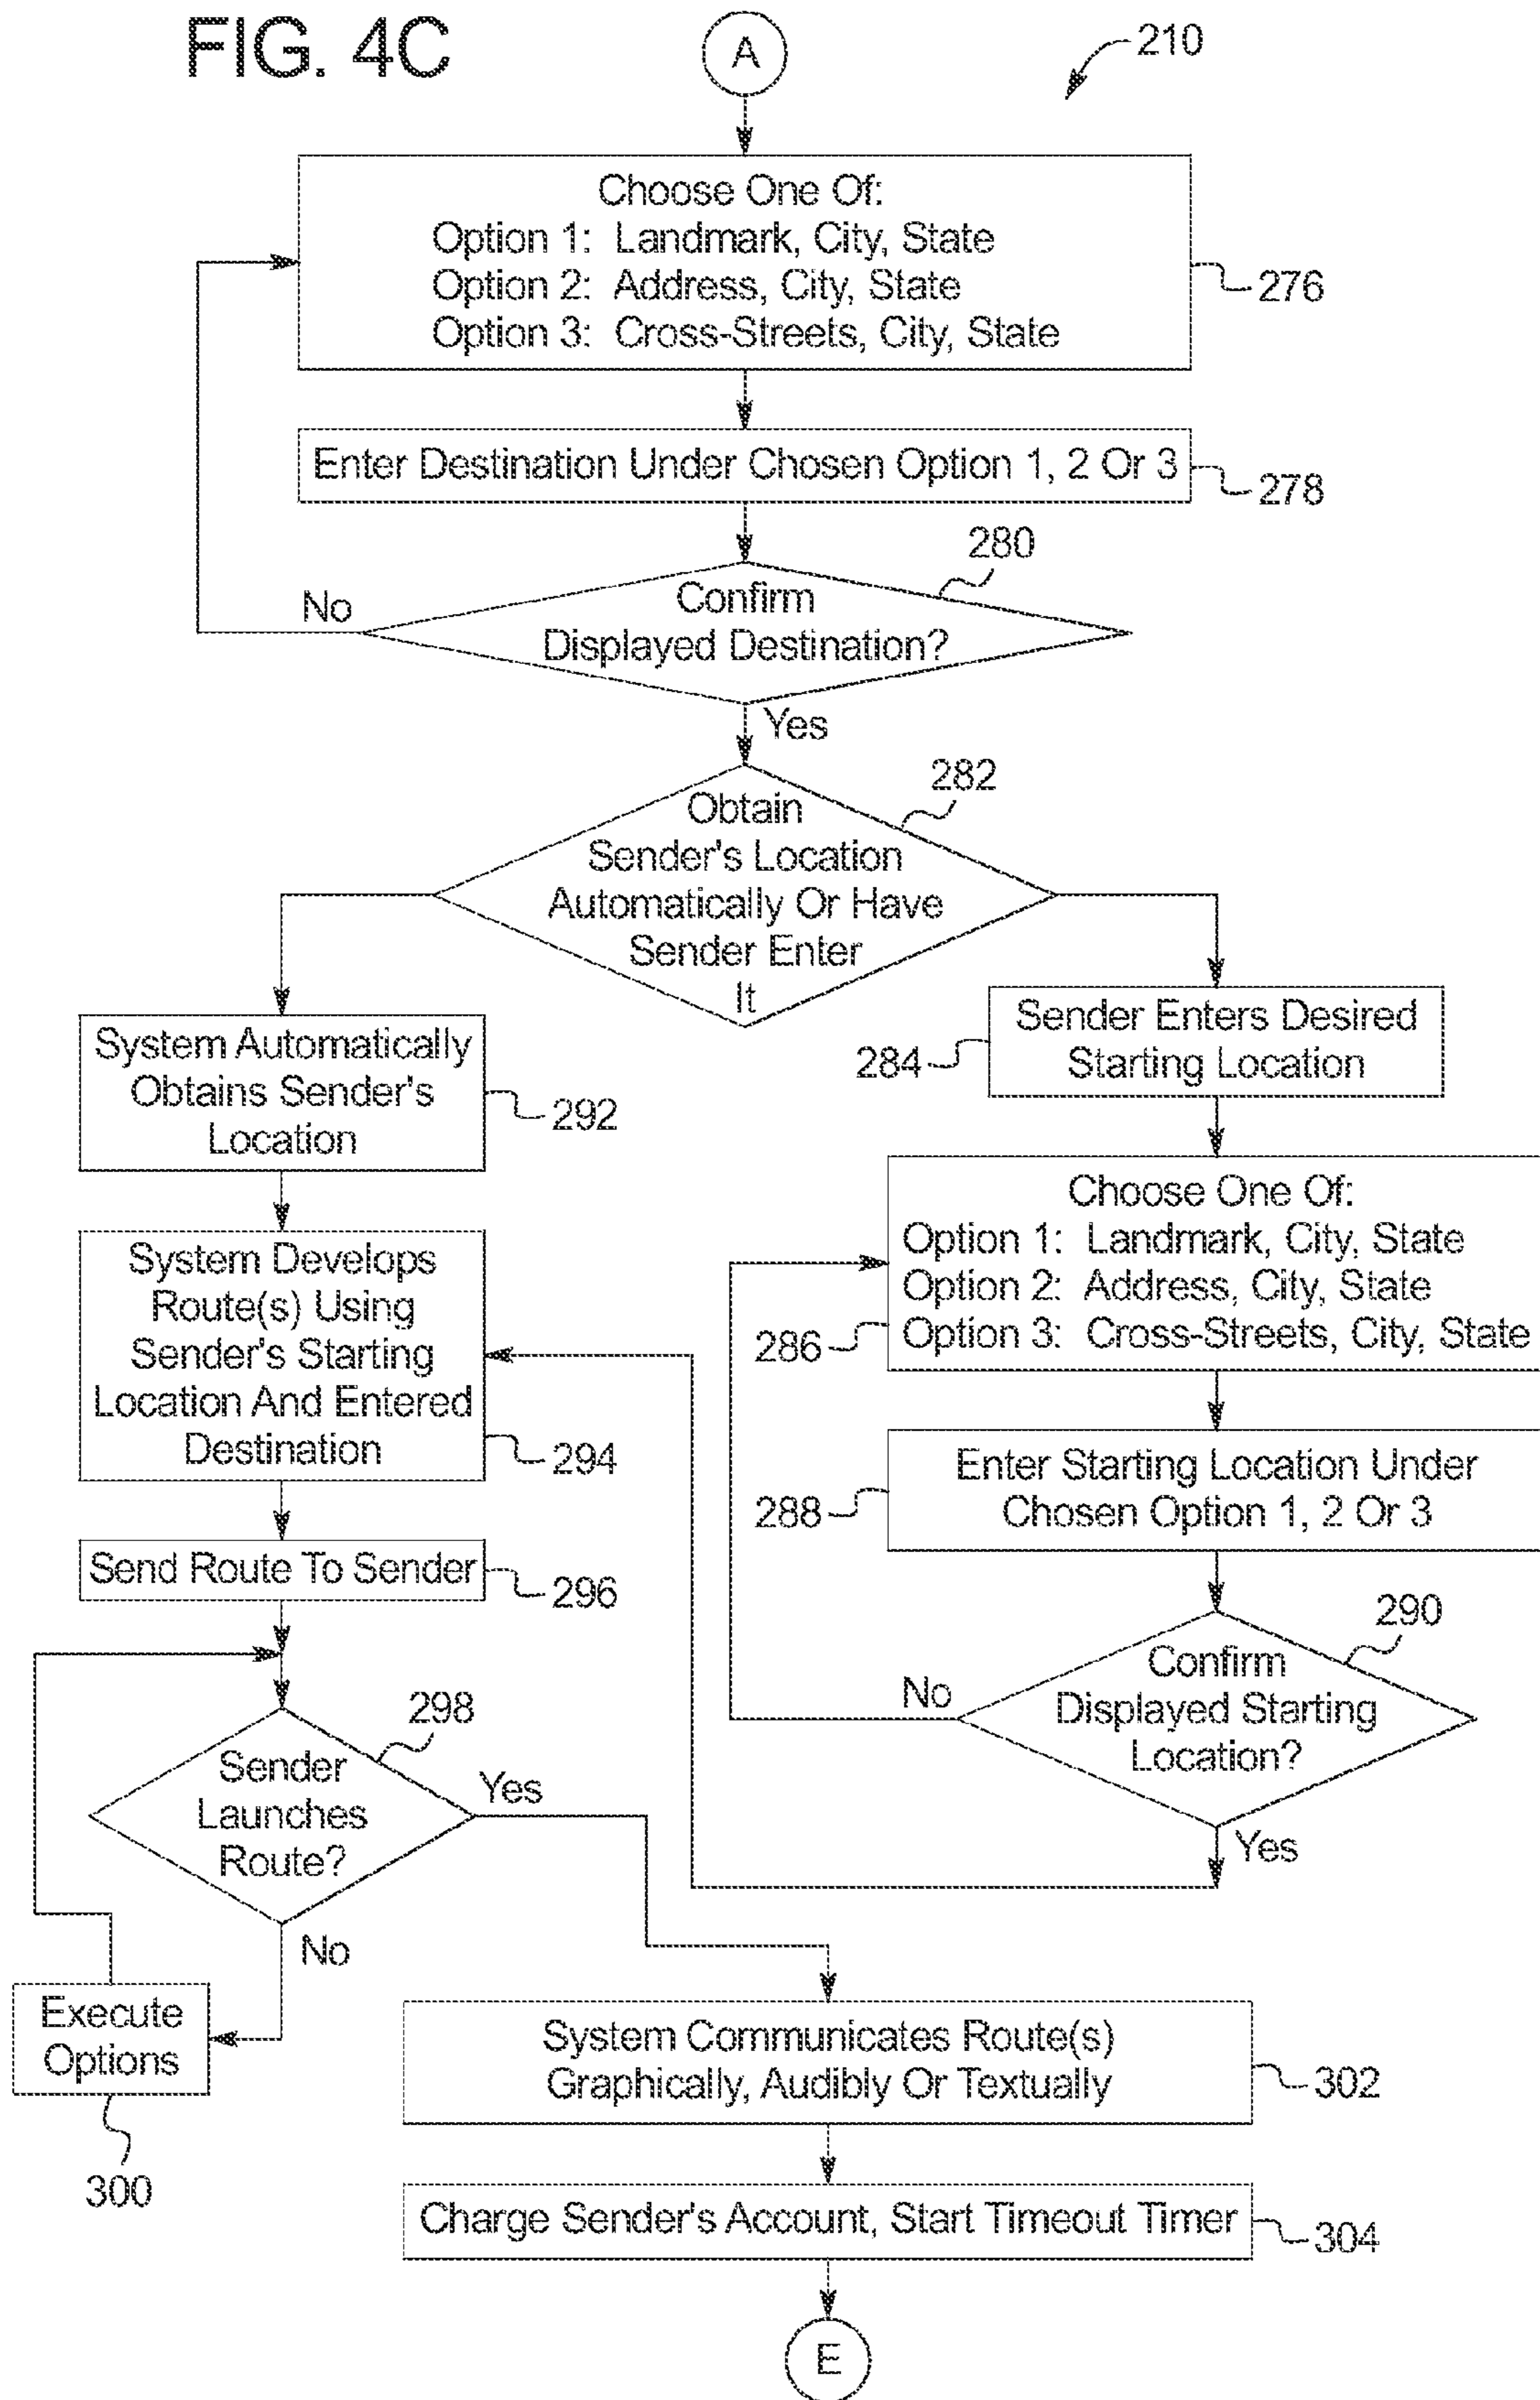 FIG. 4C
A
210
Choose One Of:
Option 1: Landmark, City, State
Option 2: Address, City, State
Option 3: Cross-Streets, City, State
276
Enter Destination Under Chosen Option 1, 2 Or 3
278
280
Confirm
Displayed Destination?
No
Yes
282
Obtain
Sender's Location
Automatically Or Have
Sender Enter
It
System Automatically
Obtains Sender's
Location
292
284
Sender Enters Desired
Starting Location
System Develops
Route(s) Using
Sender's Starting
Location And Entered
Destination
294
Choose One Of:
Option 1: Landmark, City, State
Option 2: Address, City, State
Option 3: Cross-Streets, City, State
286
Enter Starting Location Under
Chosen Option 1, 2 Or 3
288
Send Route To Sender
296
290
Confirm
Displayed Starting
Location?
No
Yes
298
Sender
Launches
Route?
Yes
No
Execute
Options
300
System Communicates Route(s)
Graphically, Audibly Or Textually
302
Charge Sender's Account, Start Timeout Timer
304
E